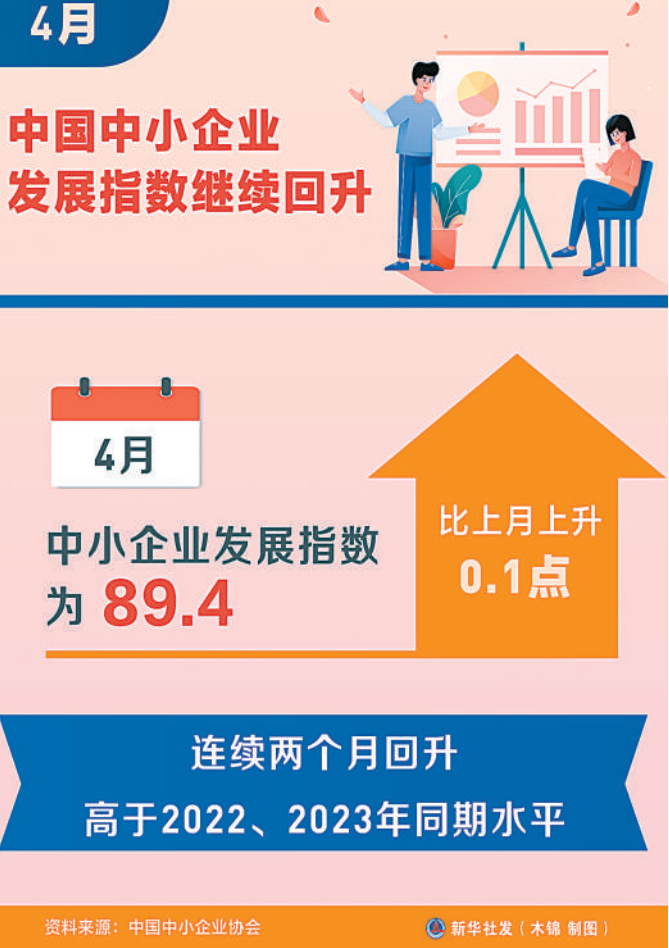 4月
中国中小企业
发展指数继续回升
4月
中小企业发展指数
为 89.4
比上月上升
0.1点
连续两个月回升
高于2022、2023年同期水平
资料来源：中国中小企业协会
新华社发（木锦 制图）